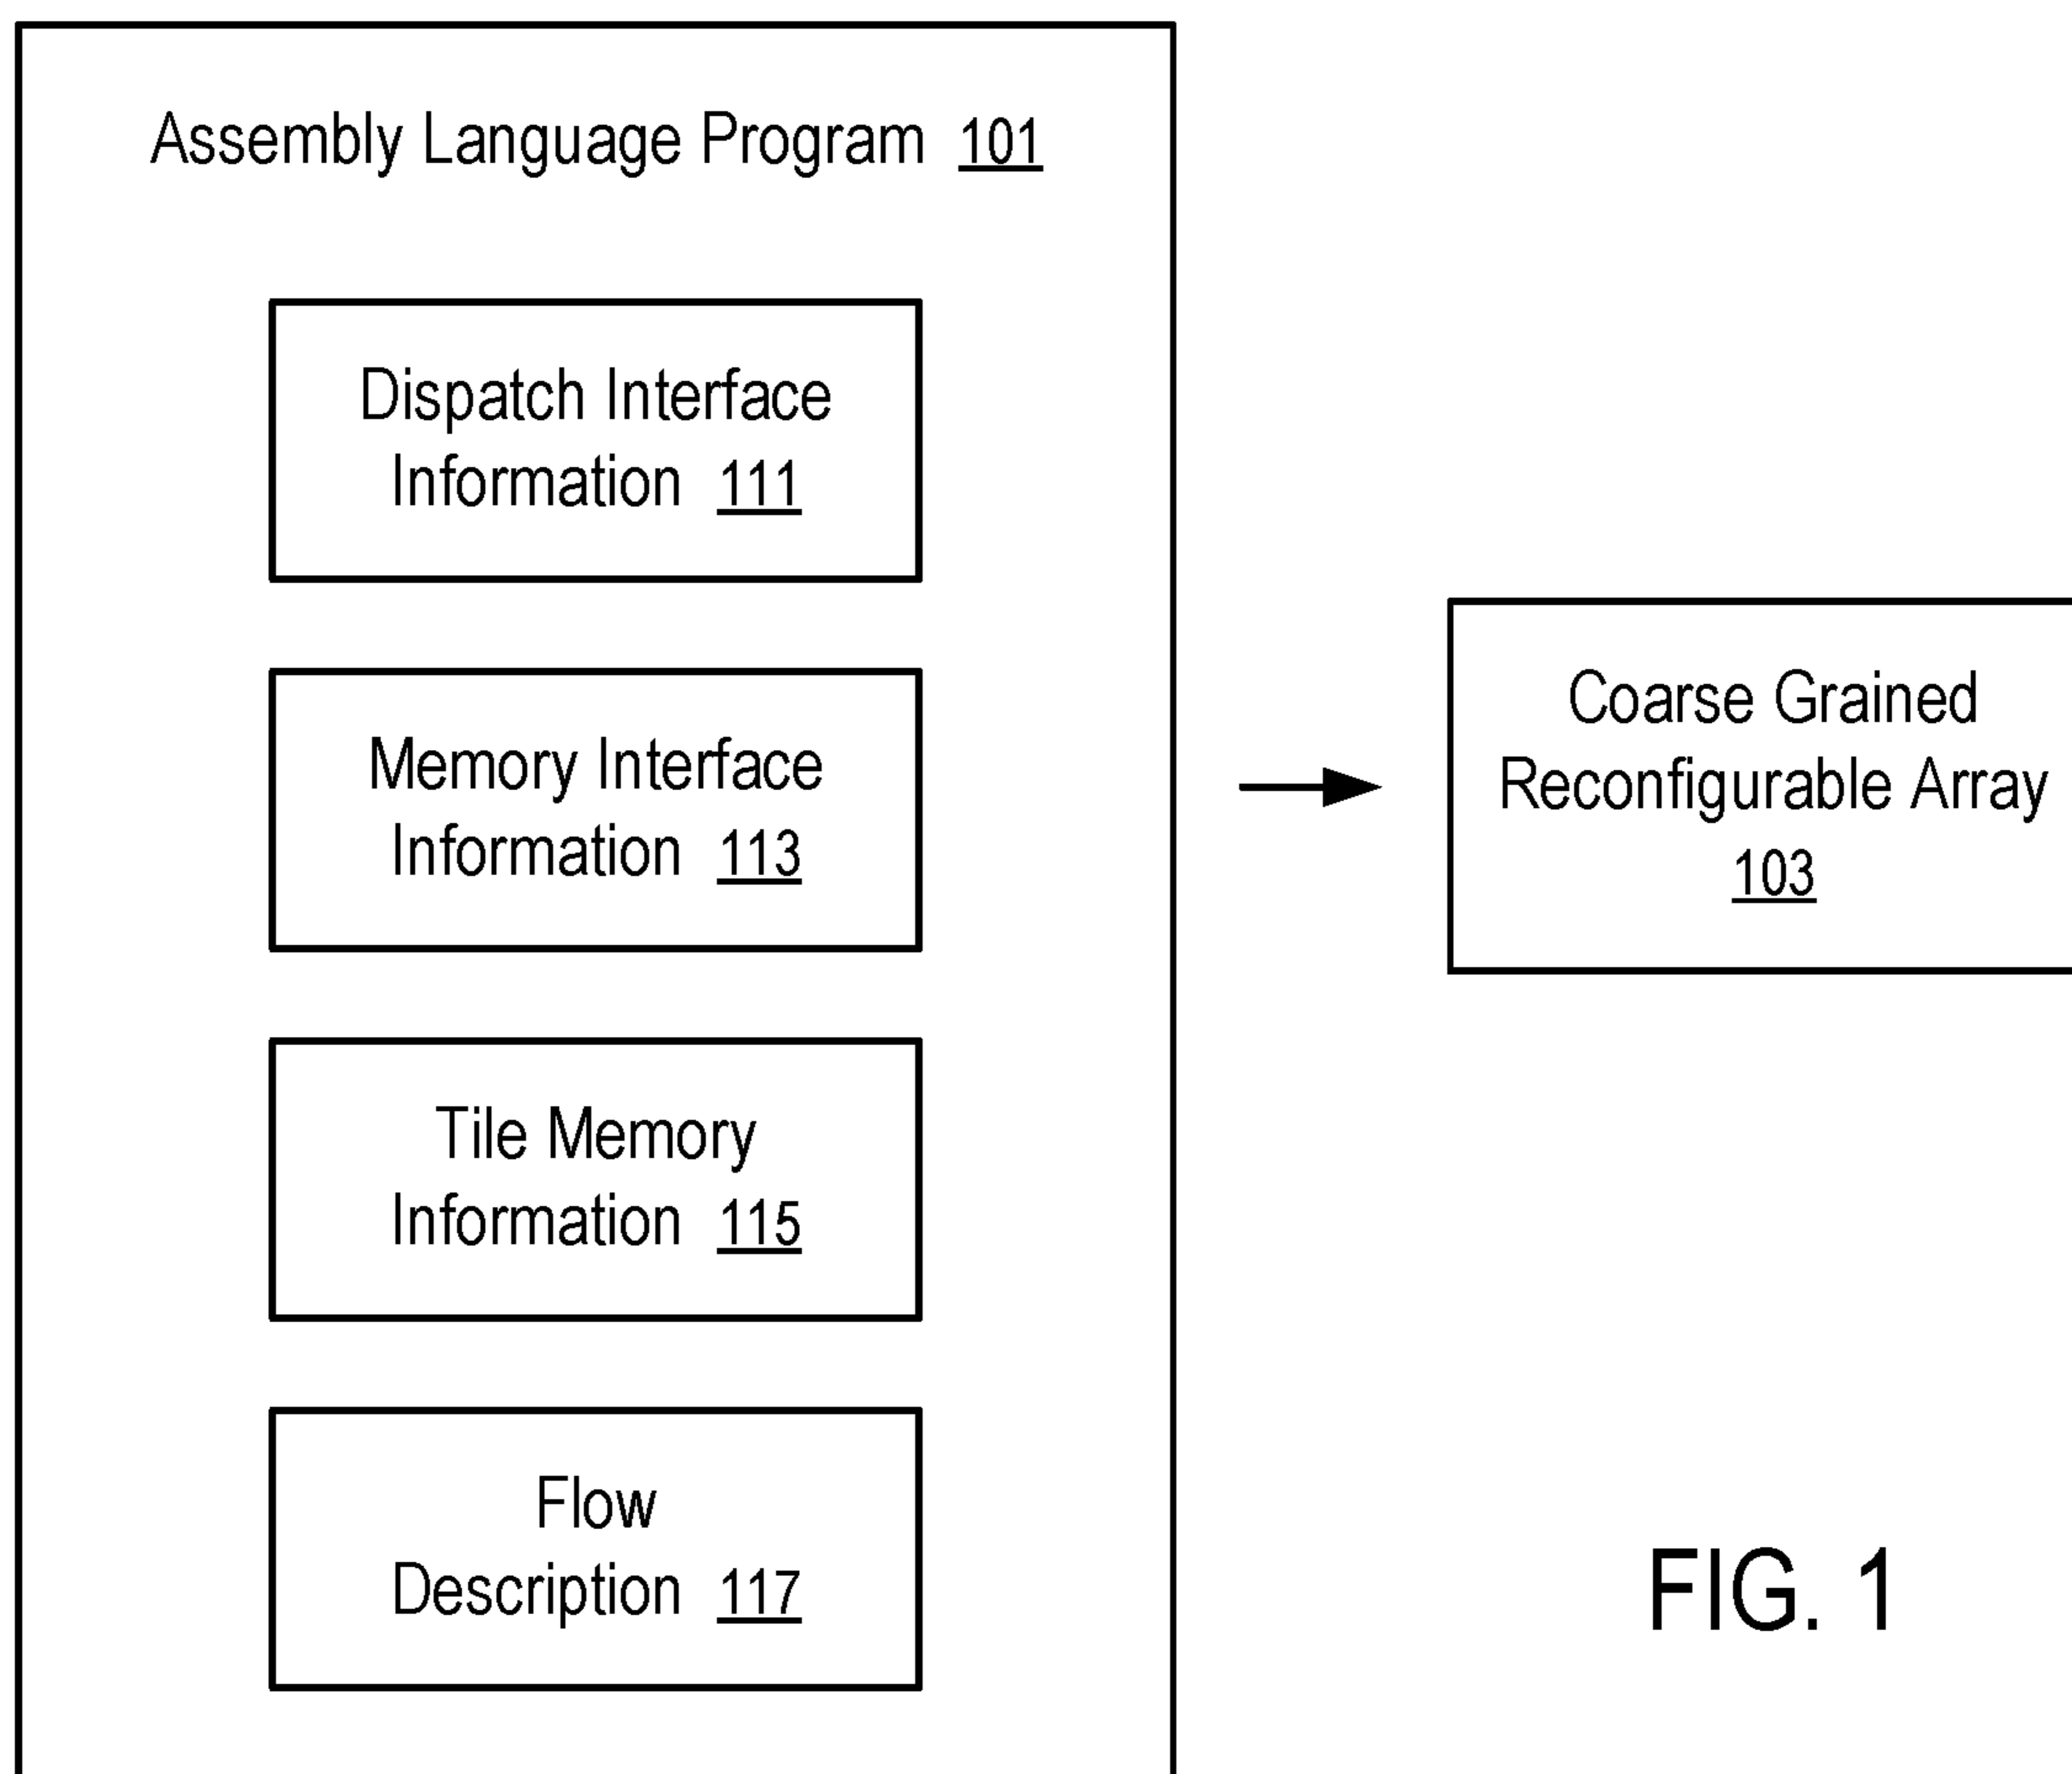 Assembly Language Program 101
Dispatch Interface
Information 111
Memory Interface
Information 113
Tile Memory
Information 115
Flow
Description 117
Coarse Grained
Reconfigurable Array
103
FIG. 1